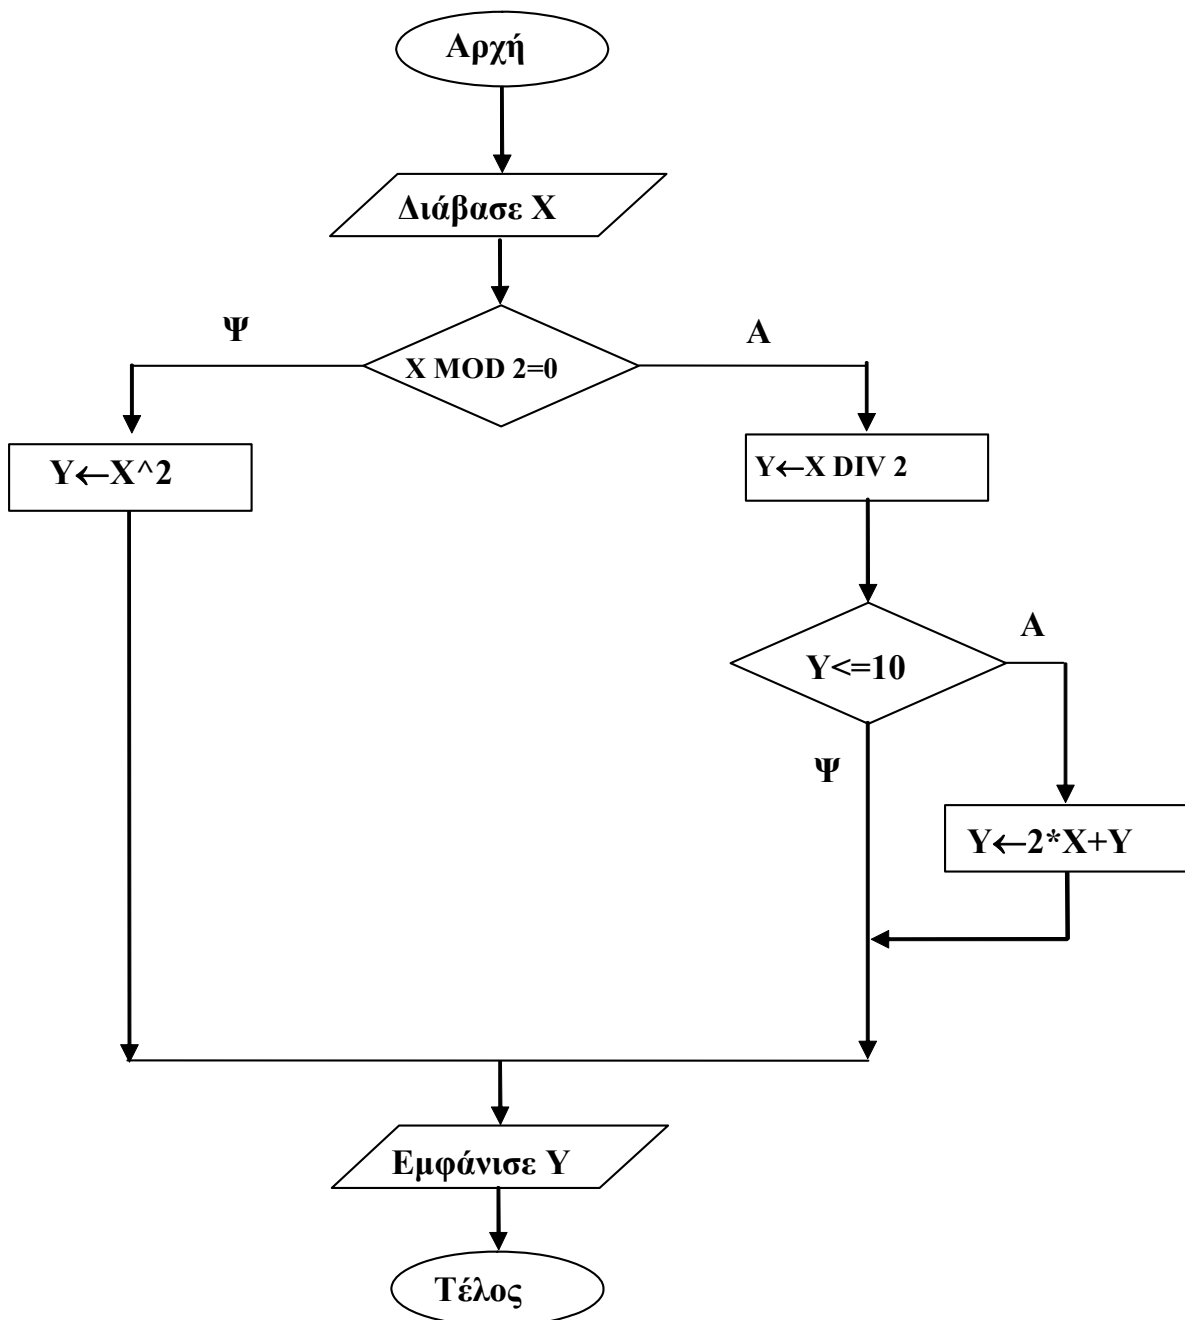 Αρχή
Διάβασε Χ
Ψ
Α
X MOD 2=0
Y←X^2
Y←X DIV 2
Α
Y<=10
Ψ
Y←2*X+Y
Εμφάνισε Υ
Τέλος